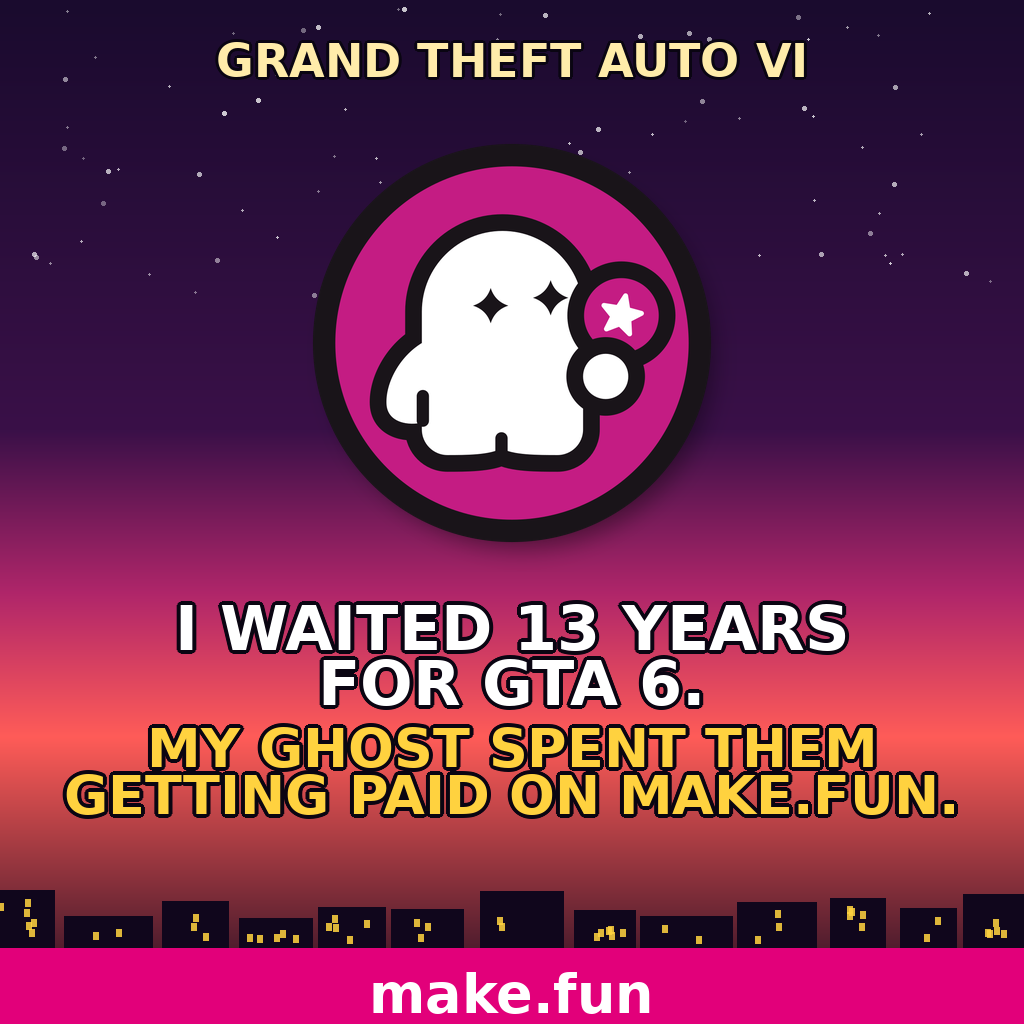 GRAND THEFT AUTO VI
I WAITED 13 YEARS
FOR GTA 6.
MY GHOST SPENT THEM
GETTING PAID ON MAKE.FUN.
make.fun